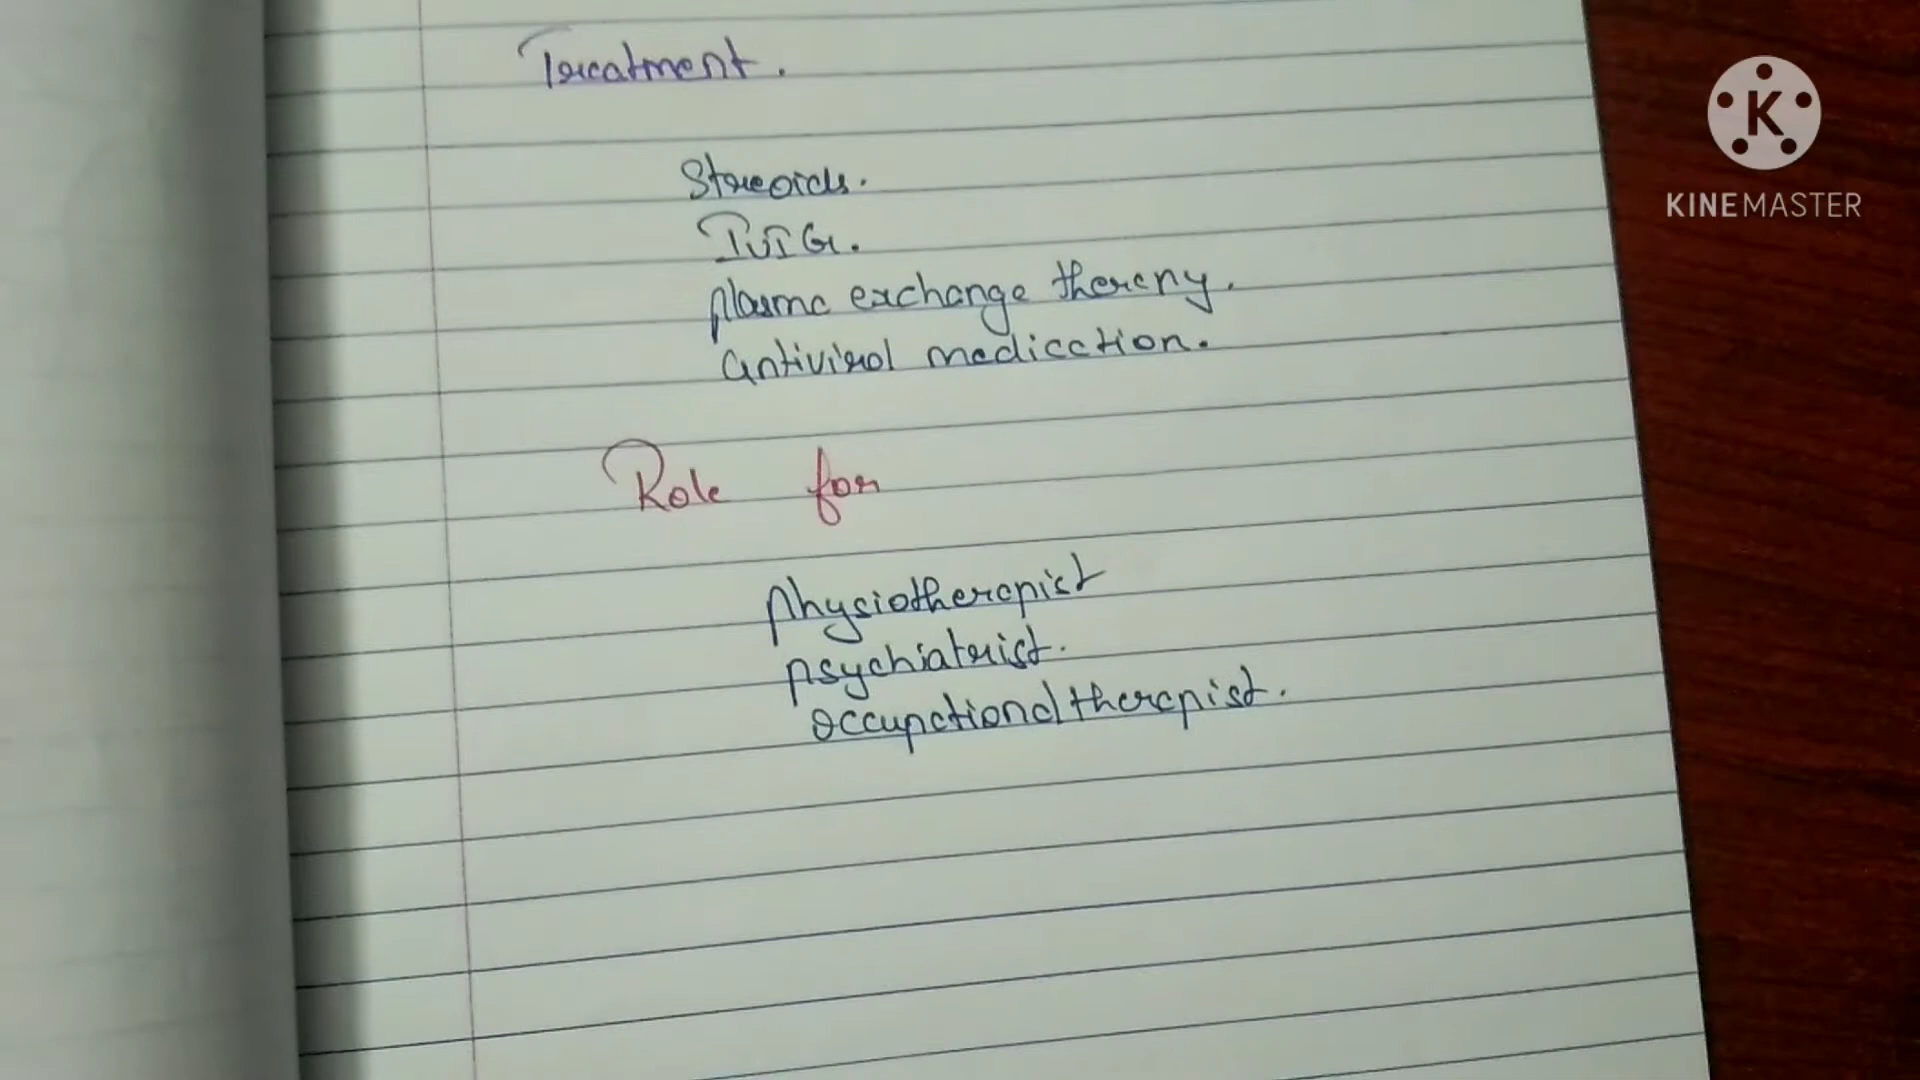 Treatment.
Steroids.
IVIG.
plasma exchange therapy.
antiviral medication.
Role for
physiotherapist
psychiatrist.
occupational therapist.
K
KINEMASTER